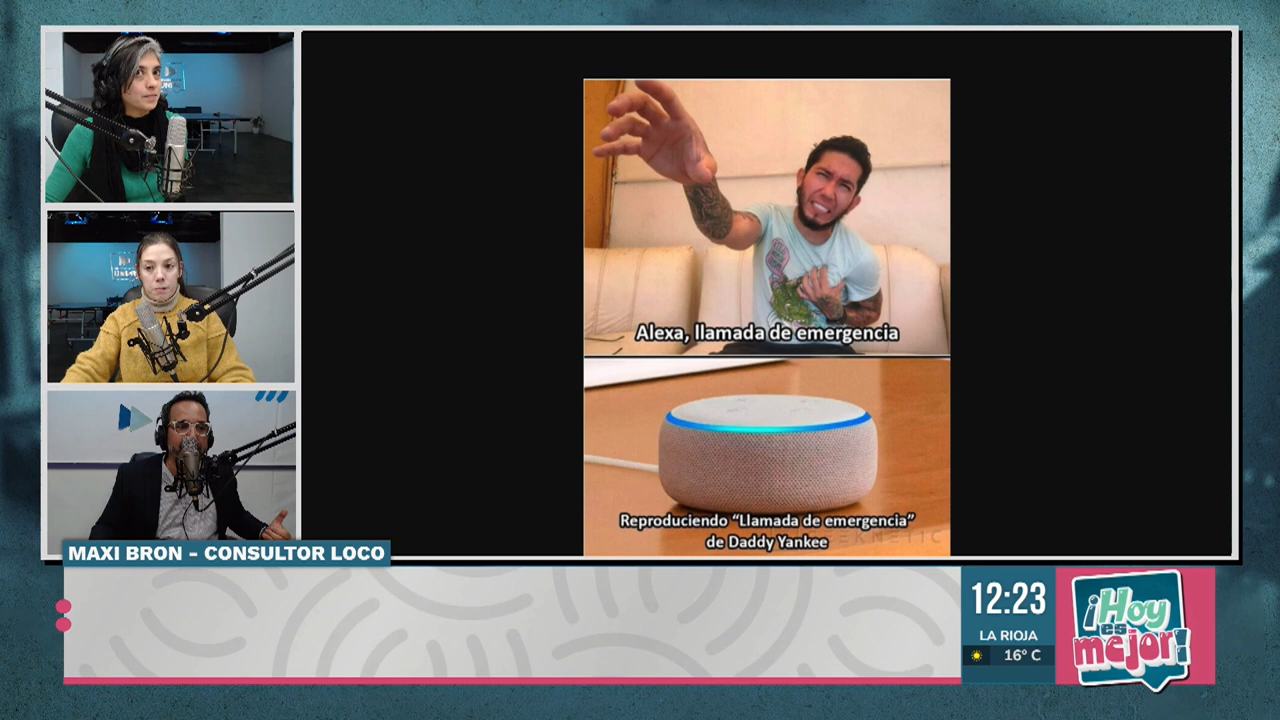 Alexa, llamada de emergencia
Reproduciendo “Llamada de emergencia”
de Daddy Yankee
MAXI BRON - CONSULTOR LOCO
12:23
LA RIOJA
16° C
¡Hoy
es
mejor!